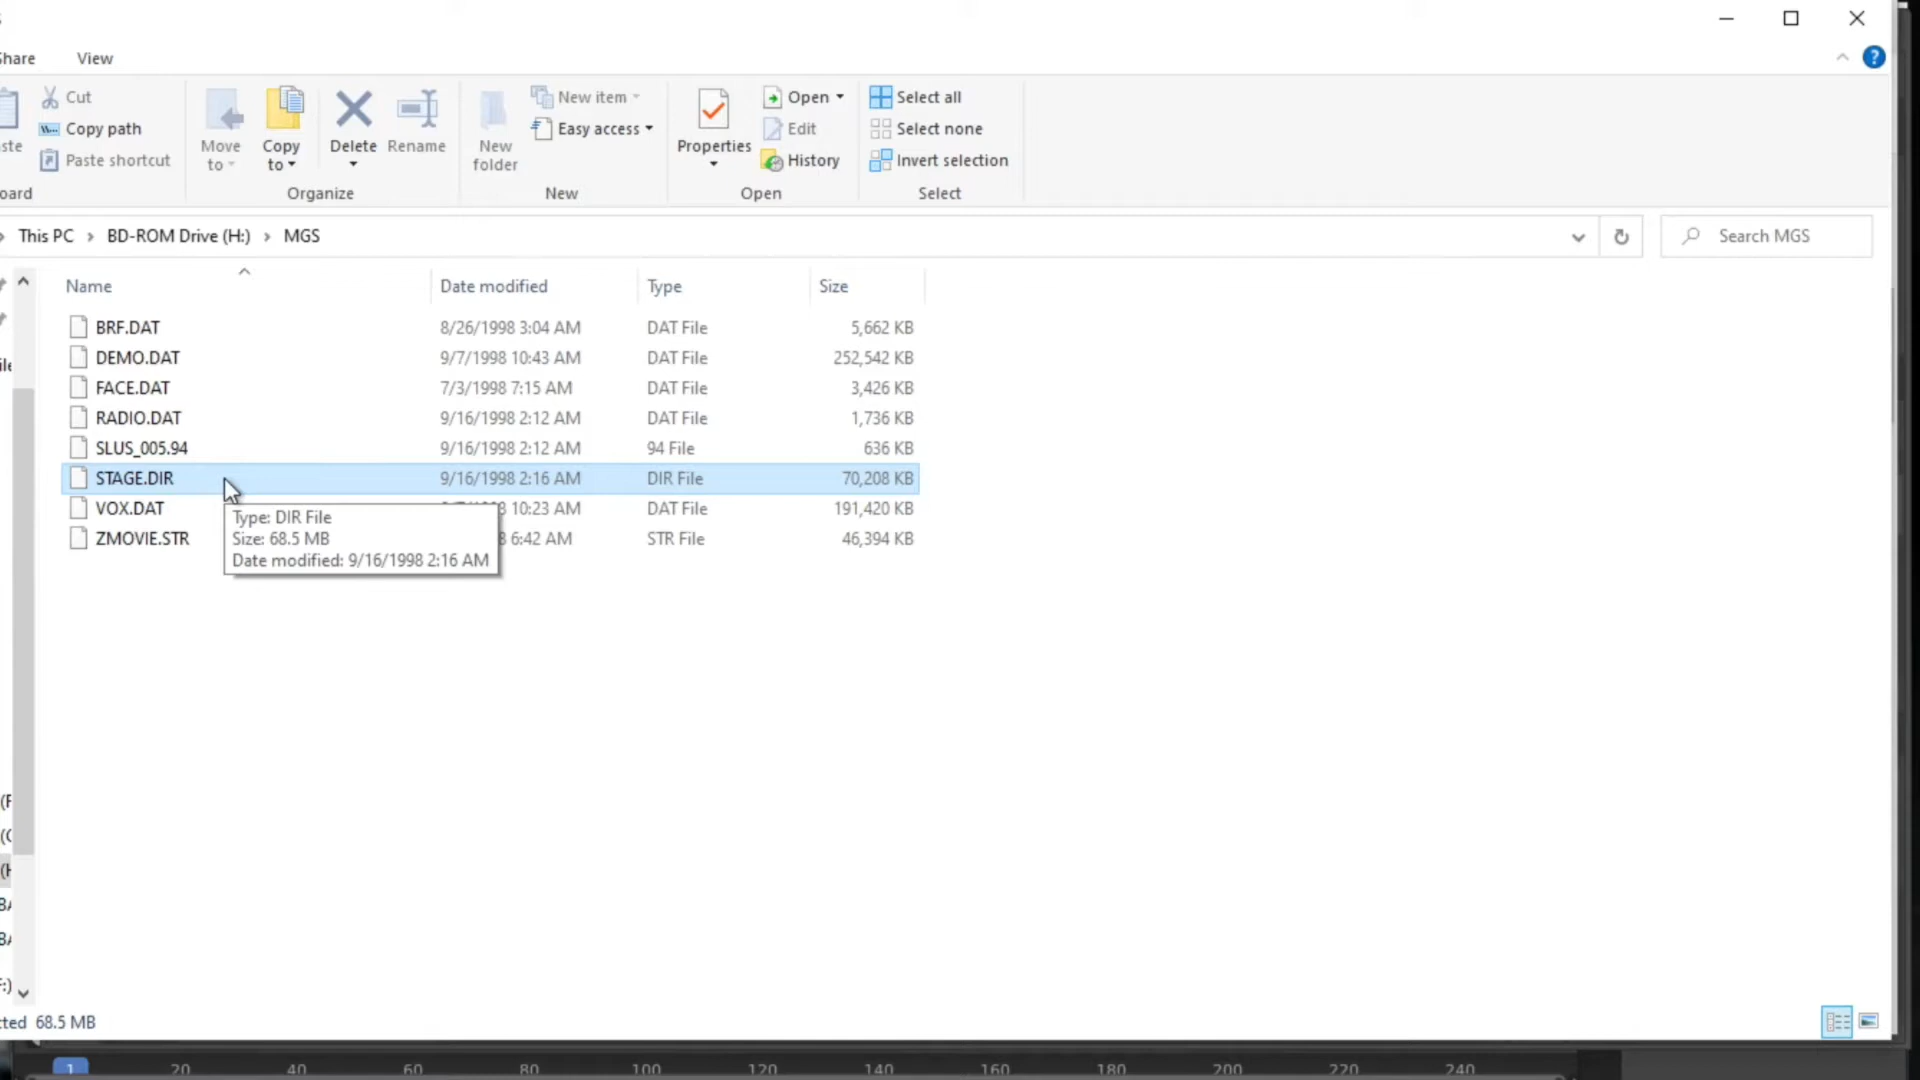 Share View
Cut
Copy path
Paste shortcut
Move to
Copy to
Delete
Rename
New folder
New item
Easy access
Properties
Open
Edit
History
Select all
Select none
Invert selection
Organize New Open Select
This PC > BD-ROM Drive (H:) > MGS
Search MGS
Name Date modified Type Size
BRF.DAT 8/26/1998 3:04 AM DAT File 5,662 KB
DEMO.DAT 9/7/1998 10:43 AM DAT File 252,542 KB
FACE.DAT 7/3/1998 7:15 AM DAT File 3,426 KB
RADIO.DAT 9/16/1998 2:12 AM DAT File 1,736 KB
SLUS_005.94 9/16/1998 2:12 AM 94 File 636 KB
STAGE.DIR 9/16/1998 2:16 AM DIR File 70,208 KB
VOX.DAT 10:23 AM DAT File 191,420 KB
ZMOVIE.STR 6:42 AM STR File 46,394 KB
Type: DIR File
Size: 68.5 MB
Date modified: 9/16/1998 2:16 AM
cted 68.5 MB
1 20 40 60 80 100 120 140 160 180 200 220 240